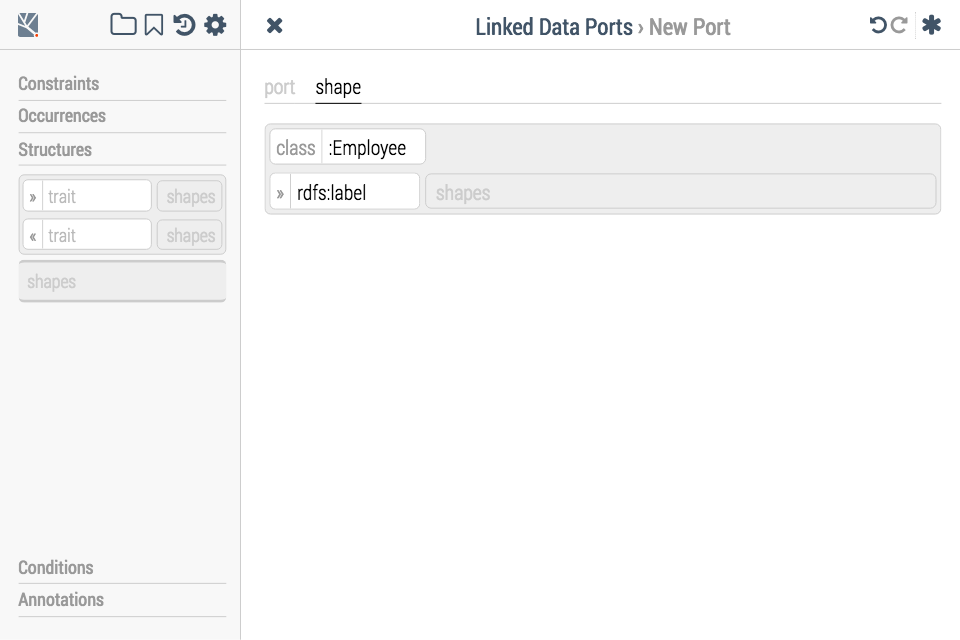 Linked Data Ports › New Port
Constraints
Occurrences
Structures
» trait shapes
« trait shapes
shapes
Conditions
Annotations
port shape
class :Employee
» rdfs:label shapes